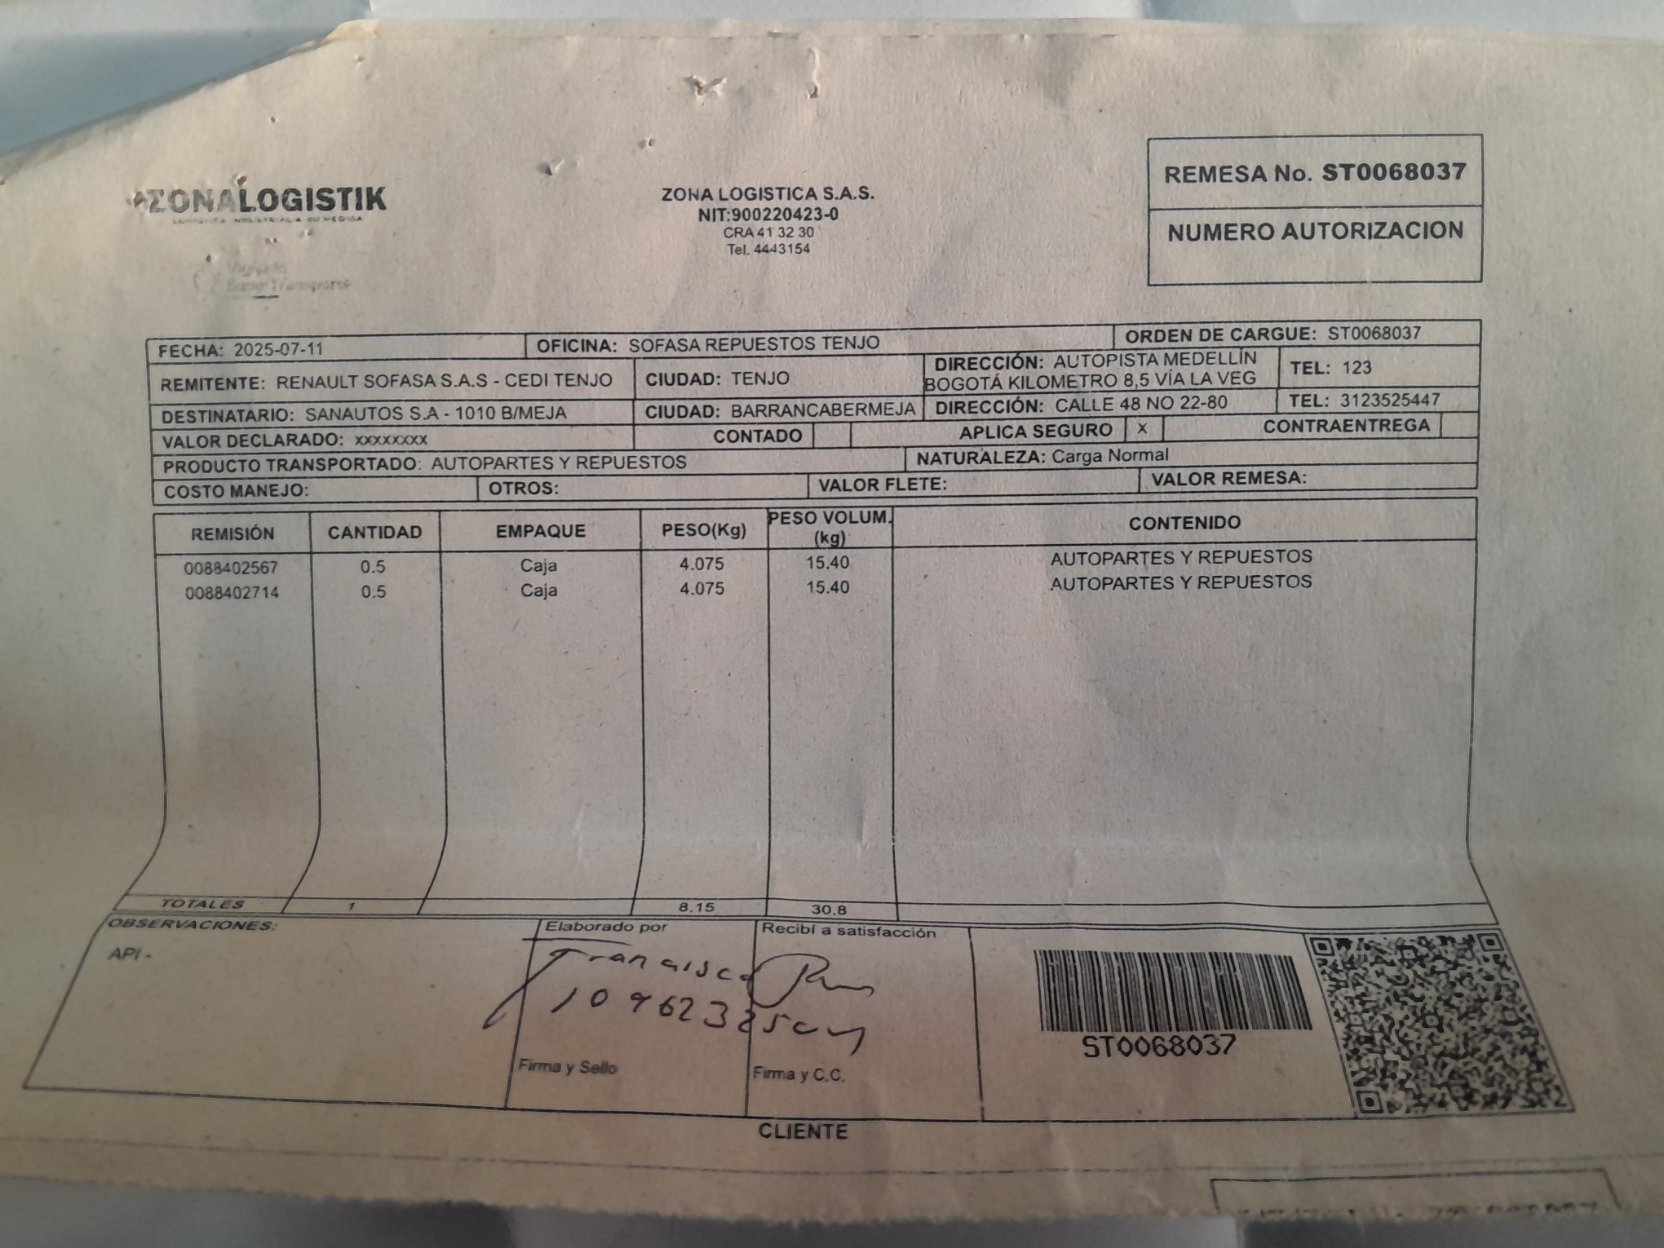 ZONALOGISTIK
LOGISTICA INDUSTRIAL A SU MEDIDA
Vigilado
SuperTransporte
ZONA LOGISTICA S.A.S.
NIT:900220423-0
CRA 41 32 30
Tel. 4443154
REMESA No. ST0068037
NUMERO AUTORIZACION
FECHA: 2025-07-11 OFICINA: SOFASA REPUESTOS TENJO ORDEN DE CARGUE: ST0068037
REMITENTE: RENAULT SOFASA S.A.S - CEDI TENJO CIUDAD: TENJO DIRECCIÓN: AUTOPISTA MEDELLÍN
BOGOTÁ KILOMETRO 8,5 VÍA LA VEG TEL: 123
DESTINATARIO: SANAUTOS S.A - 1010 B/MEJA CIUDAD: BARRANCABERMEJA DIRECCIÓN: CALLE 48 NO 22-80 TEL: 3123525447
VALOR DECLARADO: xxxxxxxx CONTADO APLICA SEGURO X CONTRAENTREGA
PRODUCTO TRANSPORTADO: AUTOPARTES Y REPUESTOS NATURALEZA: Carga Normal
COSTO MANEJO: OTROS: VALOR FLETE: VALOR REMESA:
REMISIÓN CANTIDAD EMPAQUE PESO(Kg) PESO VOLUM.
(kg) CONTENIDO
0088402567 0.5 Caja 4.075 15.40 AUTOPARTES Y REPUESTOS
0088402714 0.5 Caja 4.075 15.40 AUTOPARTES Y REPUESTOS
TOTALES 1 8.15 30.8
OBSERVACIONES:
API -
Elaborado por
Recibí a satisfacción
Francisco
Firma y Sello
Firma y C.C.
ST0068037
CLIENTE